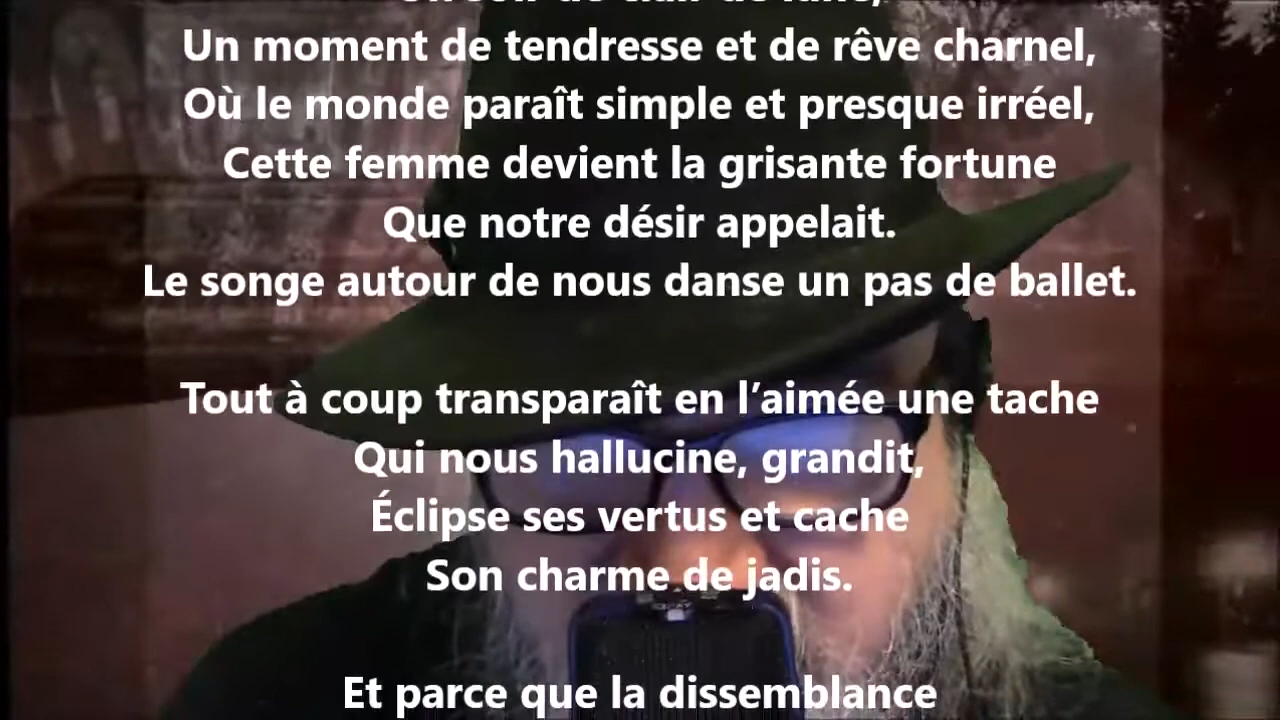 Un moment de tendresse et de rêve charnel,
Où le monde paraît simple et presque irréel,
Cette femme devient la grisante fortune
Que notre désir appelait.
Le songe autour de nous danse un pas de ballet.
Tout à coup transparaît en l’aimée une tache
Qui nous hallucine, grandit,
Éclipse ses vertus et cache
Son charme de jadis.
Et parce que la dissemblance